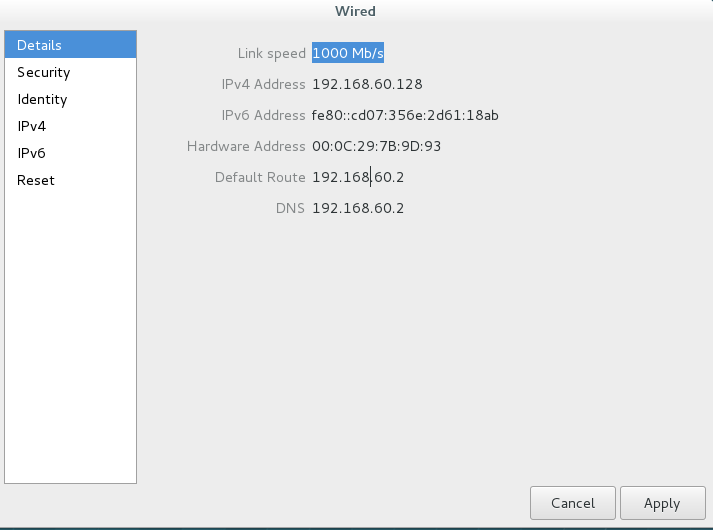 Wired
Details
Security
Identity
IPv4
IPv6
Reset
Link speed 1000 Mb/s
IPv4 Address 192.168.60.128
IPv6 Address fe80::cd07:356e:2d61:18ab
Hardware Address 00:0C:29:7B:9D:93
Default Route 192.168.60.2
DNS 192.168.60.2
Cancel Apply